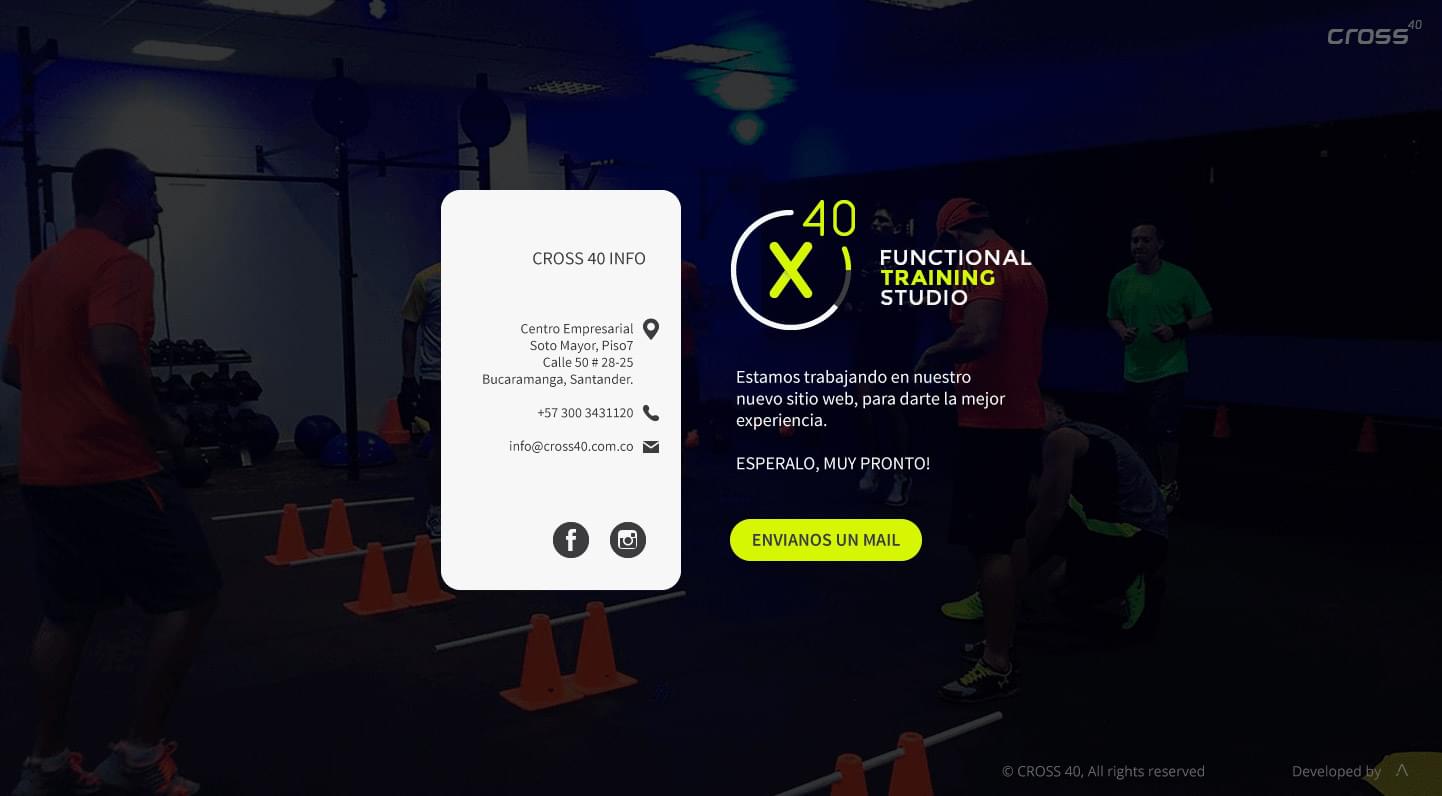 cross40
CROSS 40 INFO
Centro Empresarial
Soto Mayor, Piso7
Calle 50 # 28-25
Bucaramanga, Santander.
+57 300 3431120
info@cross40.com.co
X 40
FUNCTIONAL
TRAINING
STUDIO
Estamos trabajando en nuestro
nuevo sitio web, para darte la mejor
experiencia.
ESPERALO, MUY PRONTO!
ENVIANOS UN MAIL
© CROSS 40, All rights reserved
Developed by